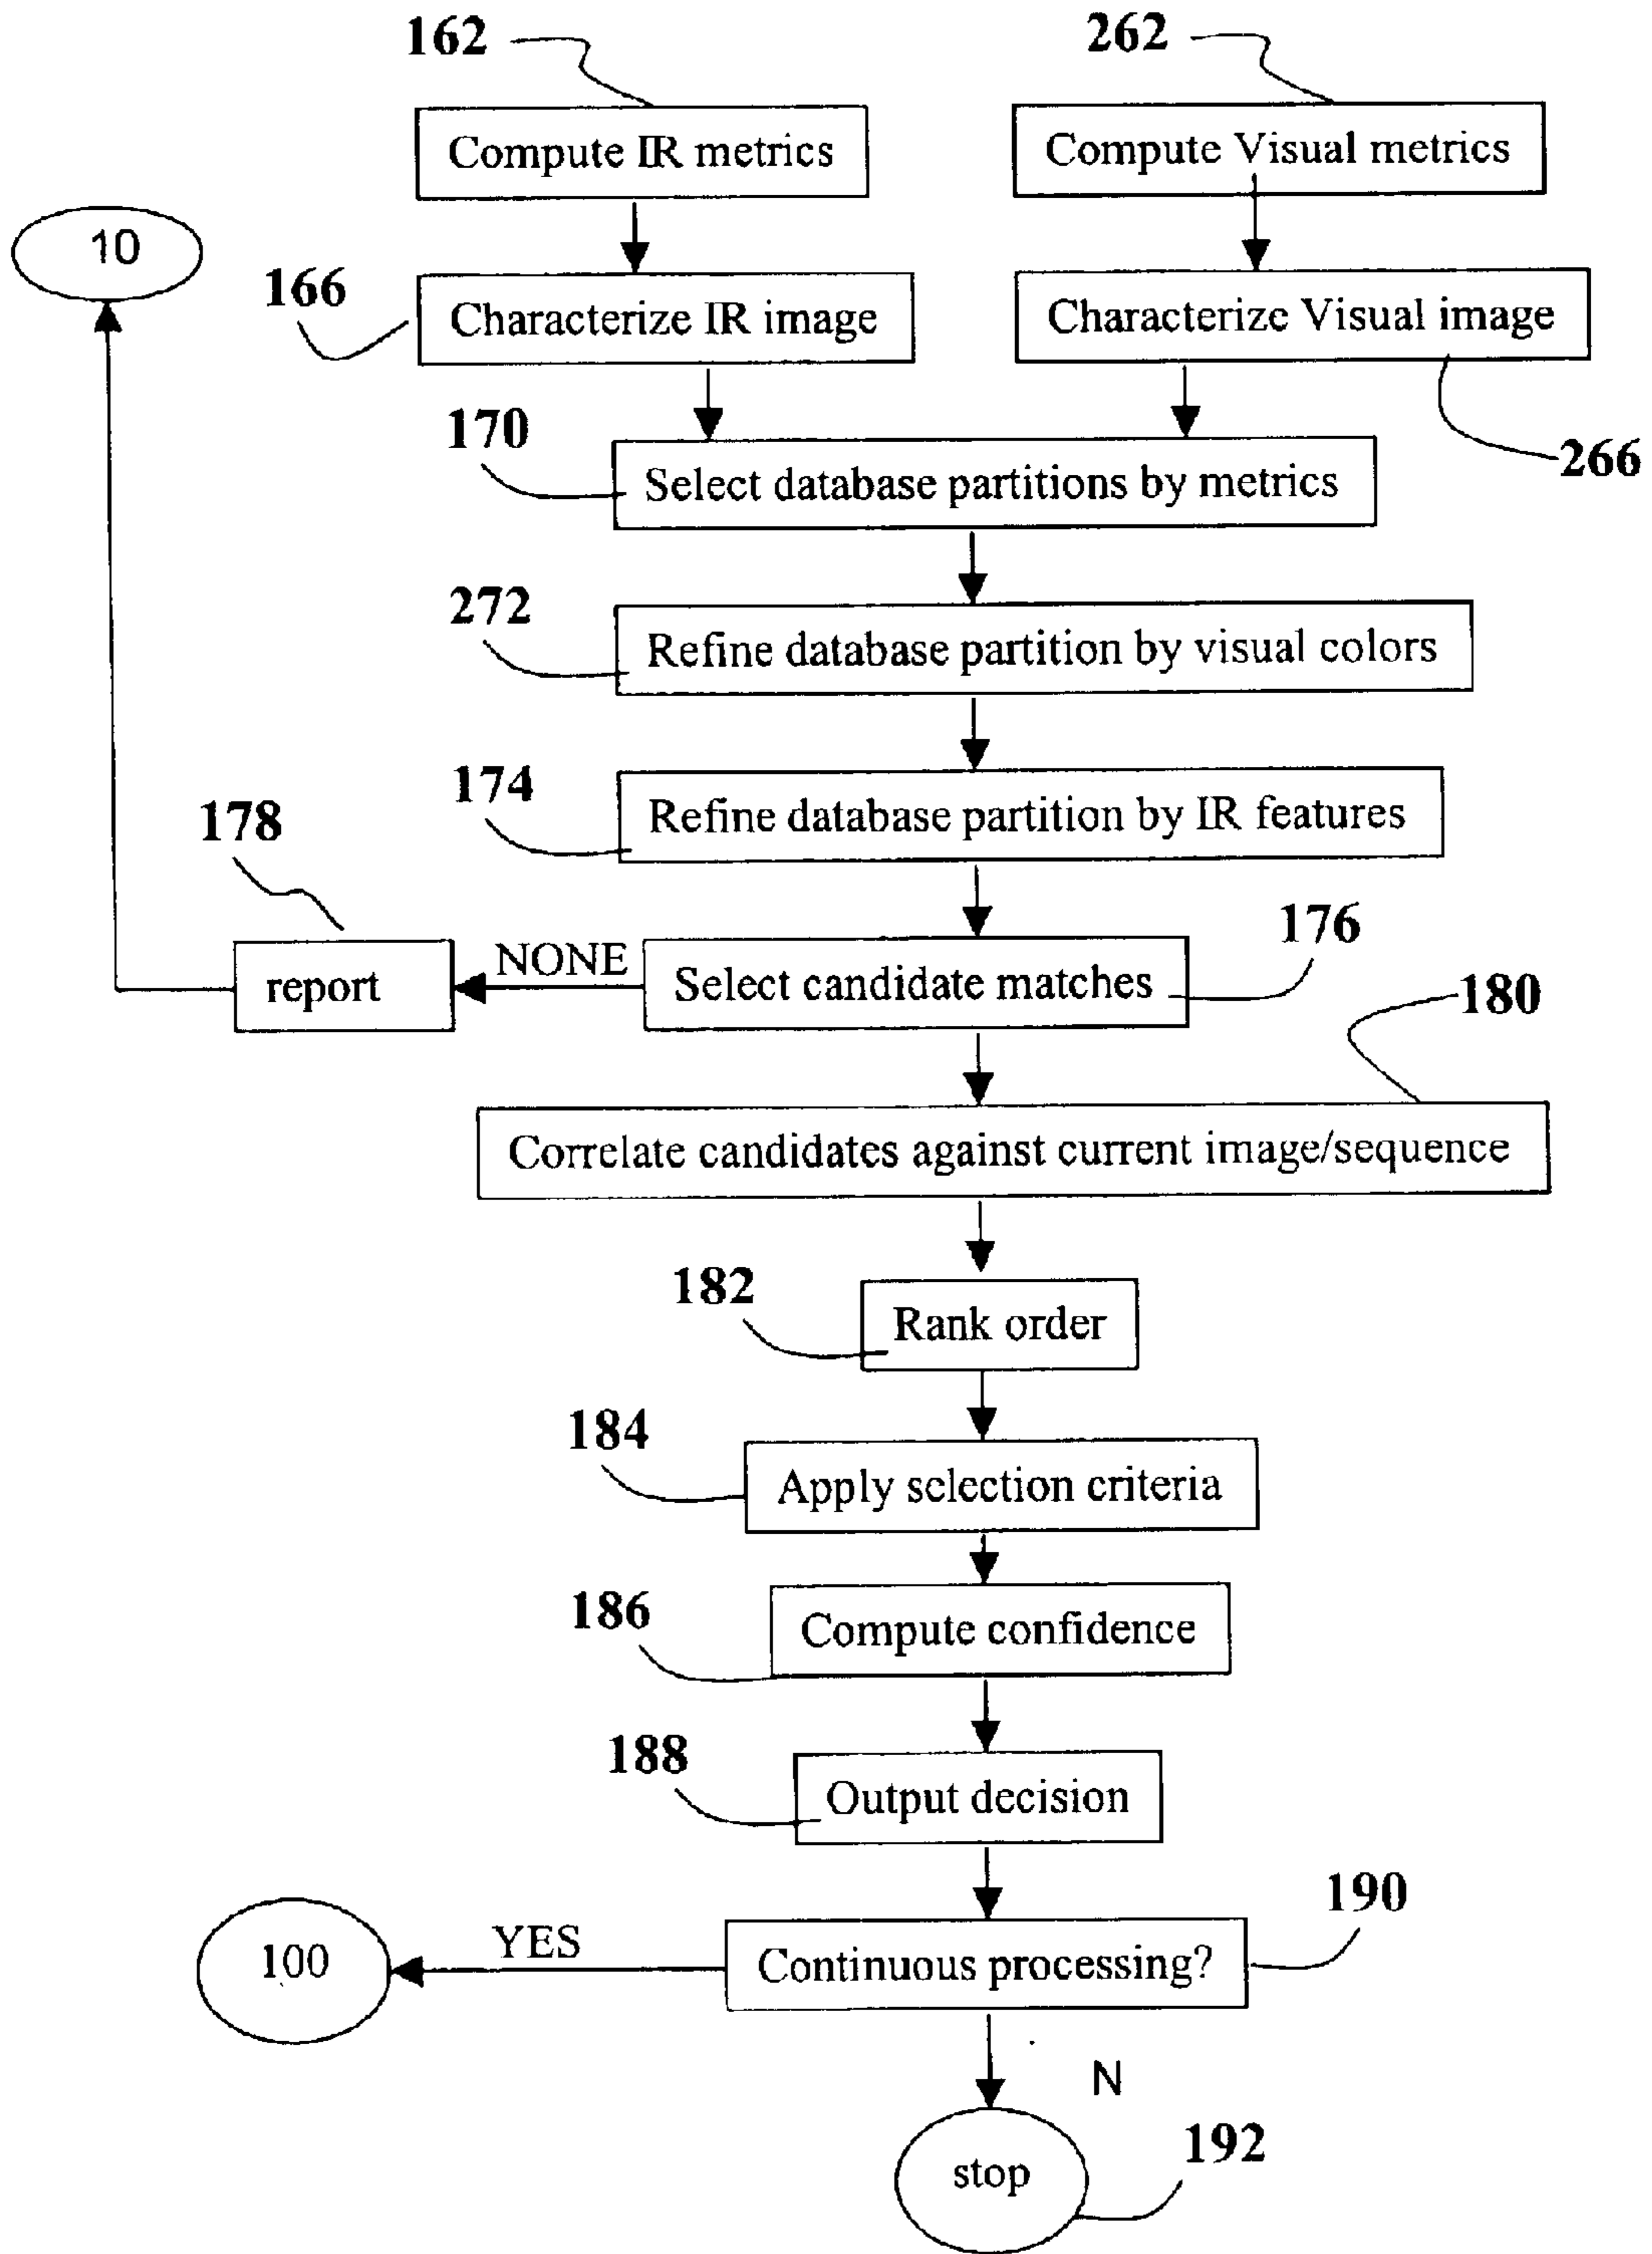 162
262
Compute IR metrics
Compute Visual metrics
10
166
Characterize IR image
Characterize Visual image
170
266
Select database partitions by metrics
272
Refine database partition by visual colors
174
Refine database partition by IR features
178
176
report
NONE
Select candidate matches
180
Correlate candidates against current image/sequence
182
Rank order
184
Apply selection criteria
186
Compute confidence
188
Output decision
190
100
YES
Continuous processing?
N
192
stop